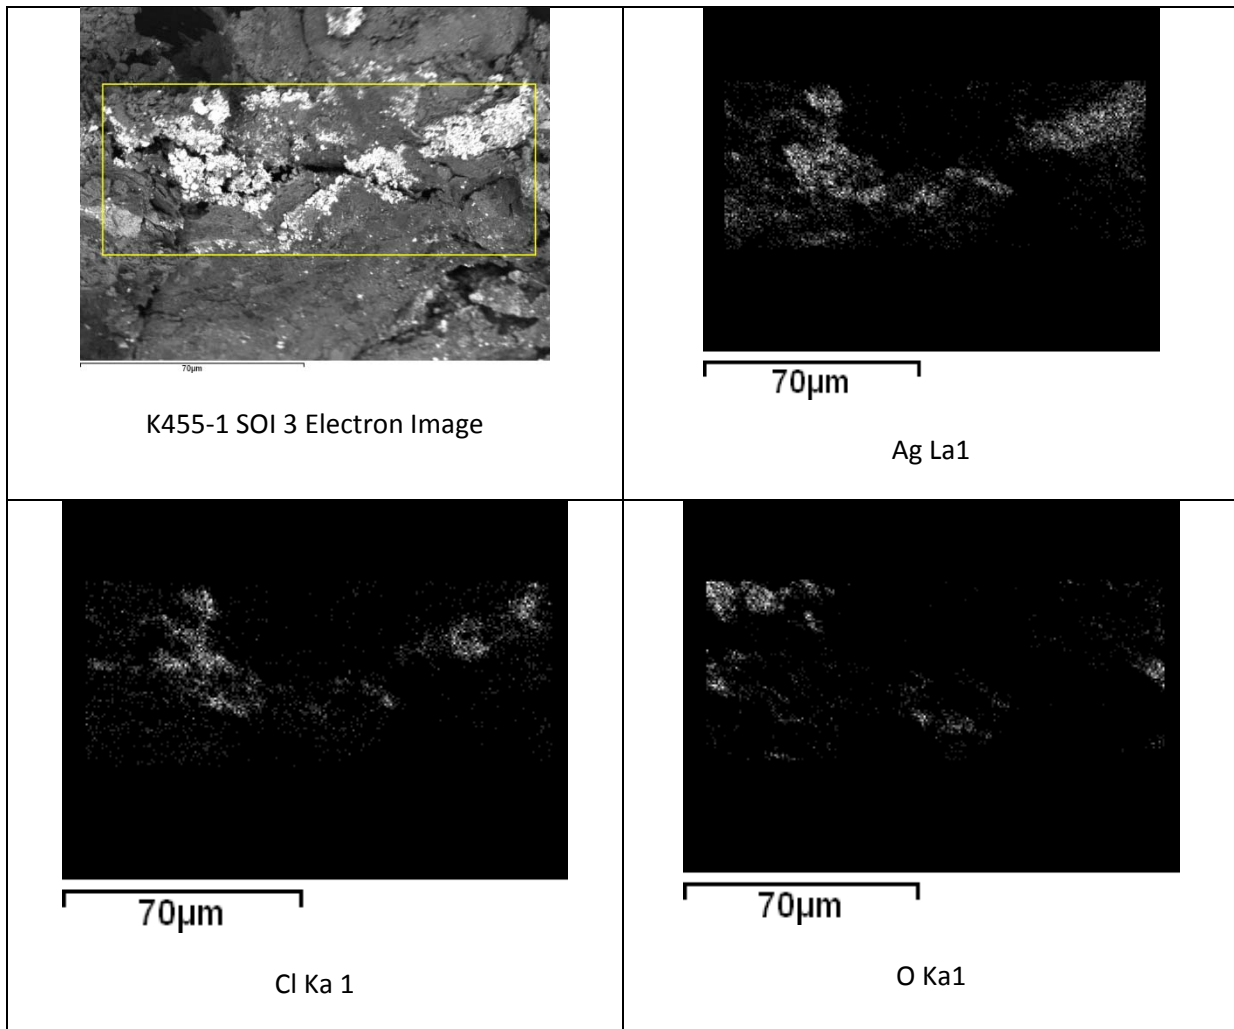 70μm
K455-1 SOI 3 Electron Image
70μm
Ag La1
70μm
Cl Ka 1
70μm
O Ka1